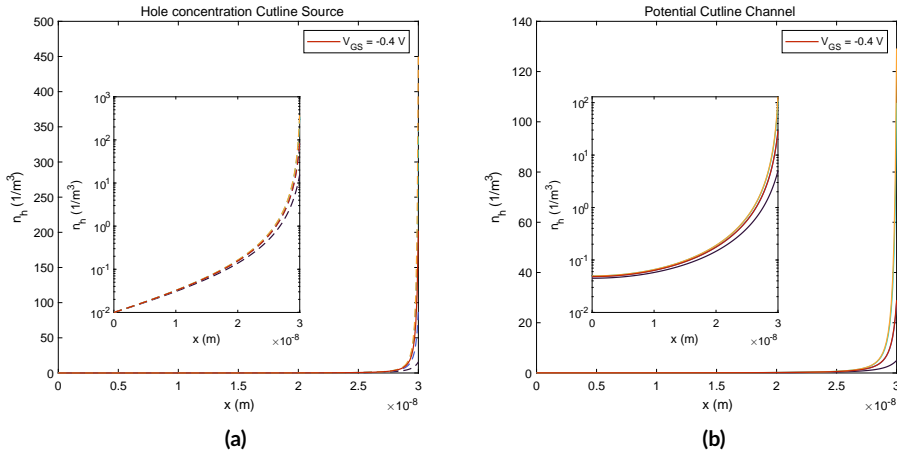 Hole concentration Cutline Source
500
450
400
350
300
250
200
150
100
50
0
n_h (1/m^3)
0 0.5 1 1.5 2 2.5 3
x (m)
×10^-8
V_GS = -0.4 V
10^3
10^2
10^1
10^0
10^-1
10^-2
n_h (1/m^3)
0 1 2 3
x (m)
×10^-8
(a)
Potential Cutline Channel
140
120
100
80
60
40
20
0
n_h (1/m^3)
0 0.5 1 1.5 2 2.5 3
x (m)
×10^-8
V_GS = -0.4 V
10^2
10^1
10^0
10^-1
10^-2
n_h (1/m^3)
0 1 2 3
x (m)
×10^-8
(b)